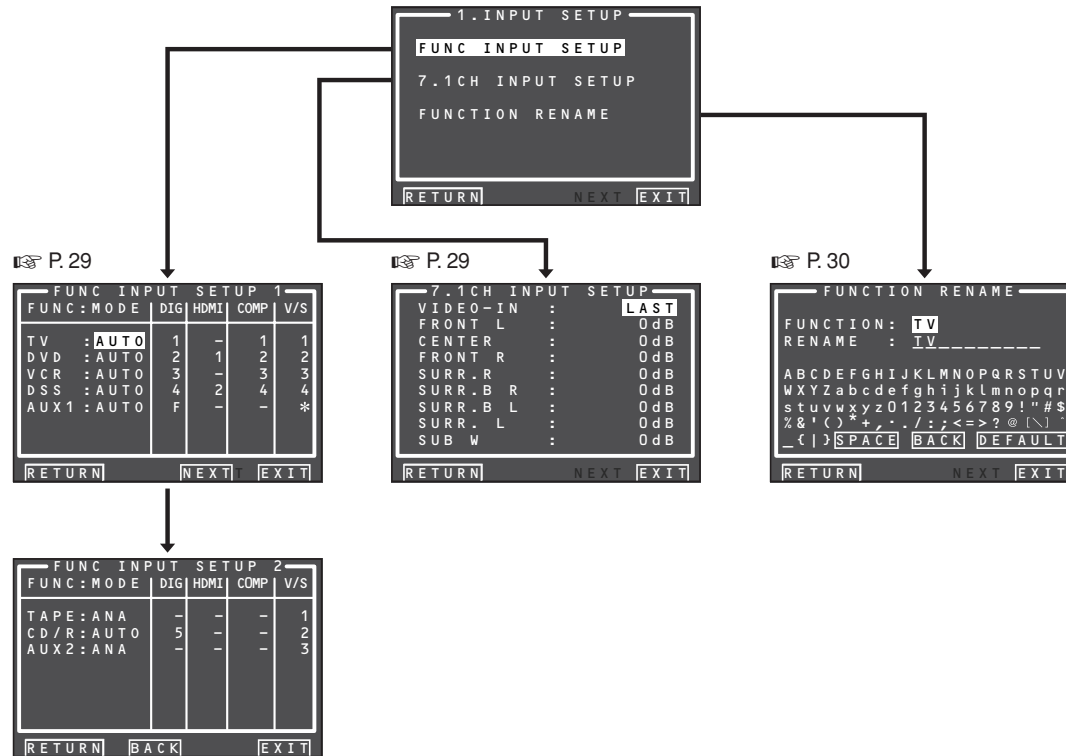 1.INPUT SETUP
FUNC INPUT SETUP
7.1CH INPUT SETUP
FUNCTION RENAME
RETURN NEXT EXIT
☞ P. 29
FUNC INPUT SETUP 1
FUNC:MODE DIG HDMI COMP V/S
TV :AUTO 1 – 1 1
DVD :AUTO 2 1 2 2
VCR :AUTO 3 – 3 3
DSS :AUTO 4 2 4 4
AUX1:AUTO F – – *
RETURN NEXT EXIT
☞ P. 29
7.1CH INPUT SETUP
VIDEO-IN : LAST
FRONT L : 0dB
CENTER : 0dB
FRONT R : 0dB
SURR.R : 0dB
SURR.B R : 0dB
SURR.B L : 0dB
SURR. L : 0dB
SUB W : 0dB
RETURN NEXT EXIT
☞ P. 30
FUNCTION RENAME
FUNCTION: TV
RENAME : TV________
ABCDEFGHIJKLMNOPQRSTUV
WXYZabcdefghijklmnopqr
stuvwxyz0123456789!"#$
%&'()*+,-./:;<=>?@[\]^
_{|}SPACE BACK DEFAULT
RETURN NEXT EXIT
FUNC INPUT SETUP 2
FUNC:MODE DIG HDMI COMP V/S
TAPE:ANA – – – 1
CD/R:AUTO 5 – – 2
AUX2:ANA – – – 3
RETURN BACK EXIT